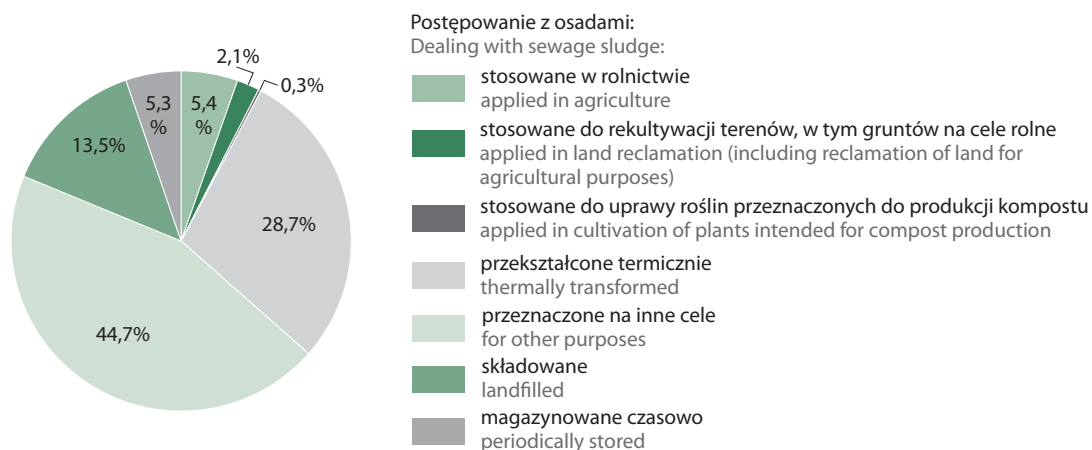 2,1%
0,3%
5,3
%
5,4
%
13,5%
28,7%
44,7%
Postępowanie z osadami:
Dealing with sewage sludge:
stosowane w rolnictwie
applied in agriculture
stosowane do rekultywacji terenów, w tym gruntów na cele rolne
applied in land reclamation (including reclamation of land for
agricultural purposes)
stosowane do uprawy roślin przeznaczonych do produkcji kompostu
applied in cultivation of plants intended for compost production
przekształcone termicznie
thermally transformed
przeznaczone na inne cele
for other purposes
składowane
landfilled
magazynowane czasowo
periodically stored